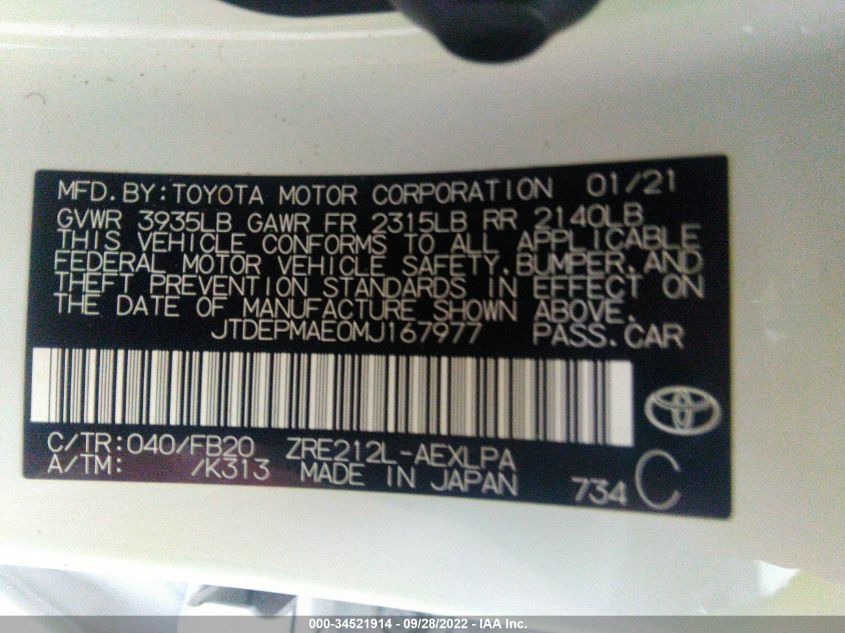 MFD.BY:TOYOTA MOTOR CORPORATION 01/21
GVWR 3935LB GAWR FR 2315LB RR 2140LB
THIS VEHICLE CONFORMS TO ALL APPLICABLE
FEDERAL MOTOR VEHICLE SAFETY,BUMPER,AND
THEFT PREVENTION STANDARDS IN EFFECT ON
THE DATE OF MANUFACTURE SHOWN ABOVE.
JTDEPMAE0MJ167977 PASS.CAR
C/TR:040/FB20 ZRE212L-AEXLPA
A/TM: /K313 MADE IN JAPAN 734 C
000-34521914 - 09/28/2022 - IAA Inc.